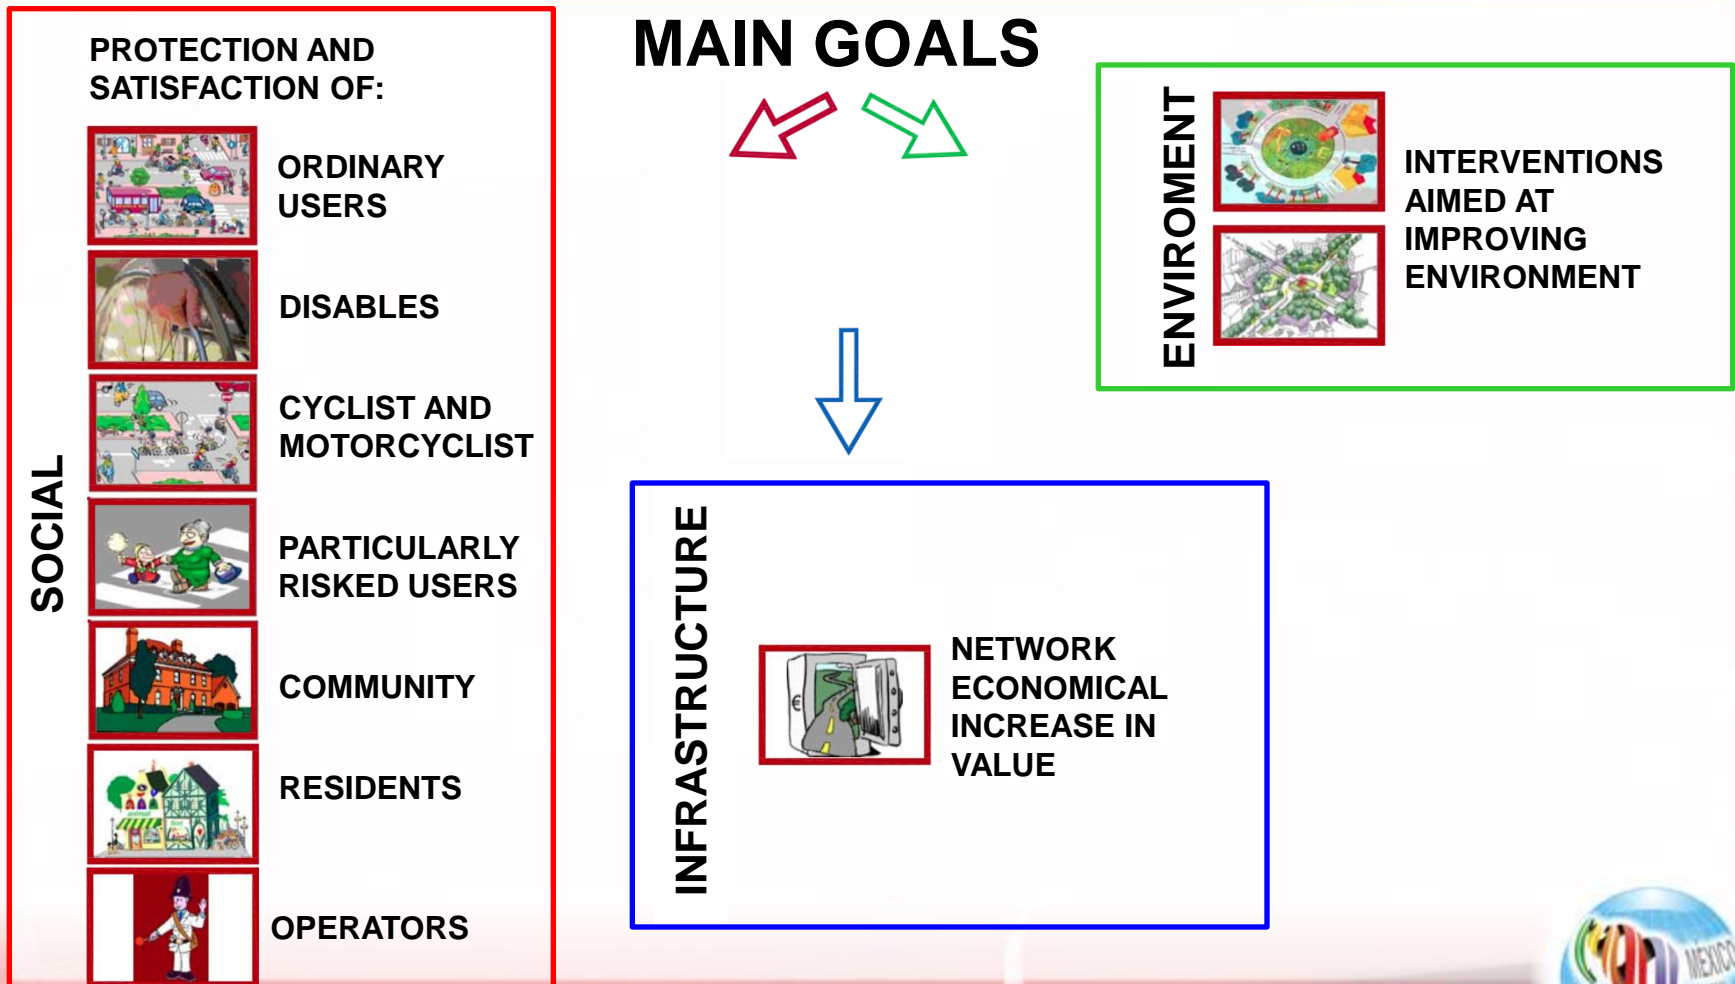 MAIN GOALS
PROTECTION AND
SATISFACTION OF:
SOCIAL
ORDINARY
USERS
DISABLES
CYCLIST AND
MOTORCYCLIST
PARTICULARLY
RISKED USERS
COMMUNITY
RESIDENTS
OPERATORS
ENVIROMENT
INTERVENTIONS
AIMED AT
IMPROVING
ENVIRONMENT
INFRASTRUCTURE
NETWORK
ECONOMICAL
INCREASE IN
VALUE
MÉXICO